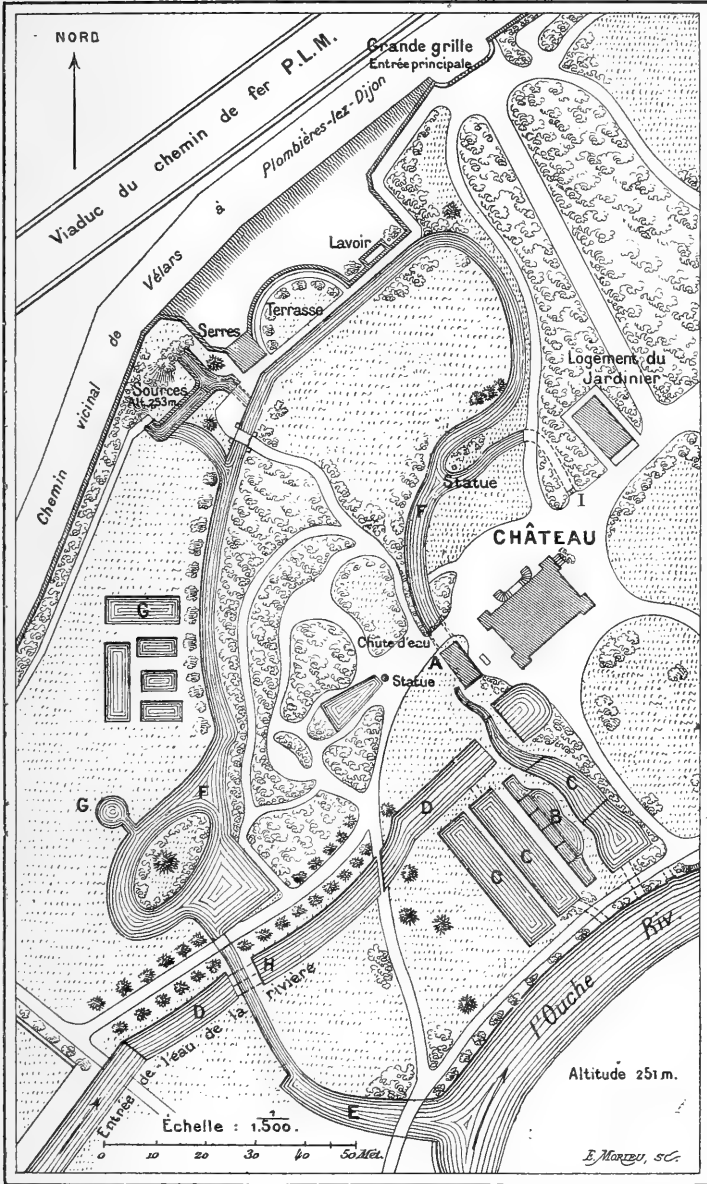 NORD
Grande grille
Entrée principale
Viaduc du chemin de fer P.L.M.
Chemin vicinal de Vélars à Plombières-lez-Dijon
Lavoir
Terrasse
Serres
Sources
Alt. 253 m.
Logement du
Jardinier
Statue
F
I
CHÂTEAU
G
Chute d'eau
A
Statue
G
F
D
C
B
C
C
H
D
Entrée de l'eau de la rivière
l'Ouche Riv.
E
Altitude 251 m.
Échelle : 1/1.500.
0 10 20 30 40 50 Mèt.
E. MORIEU, SC.